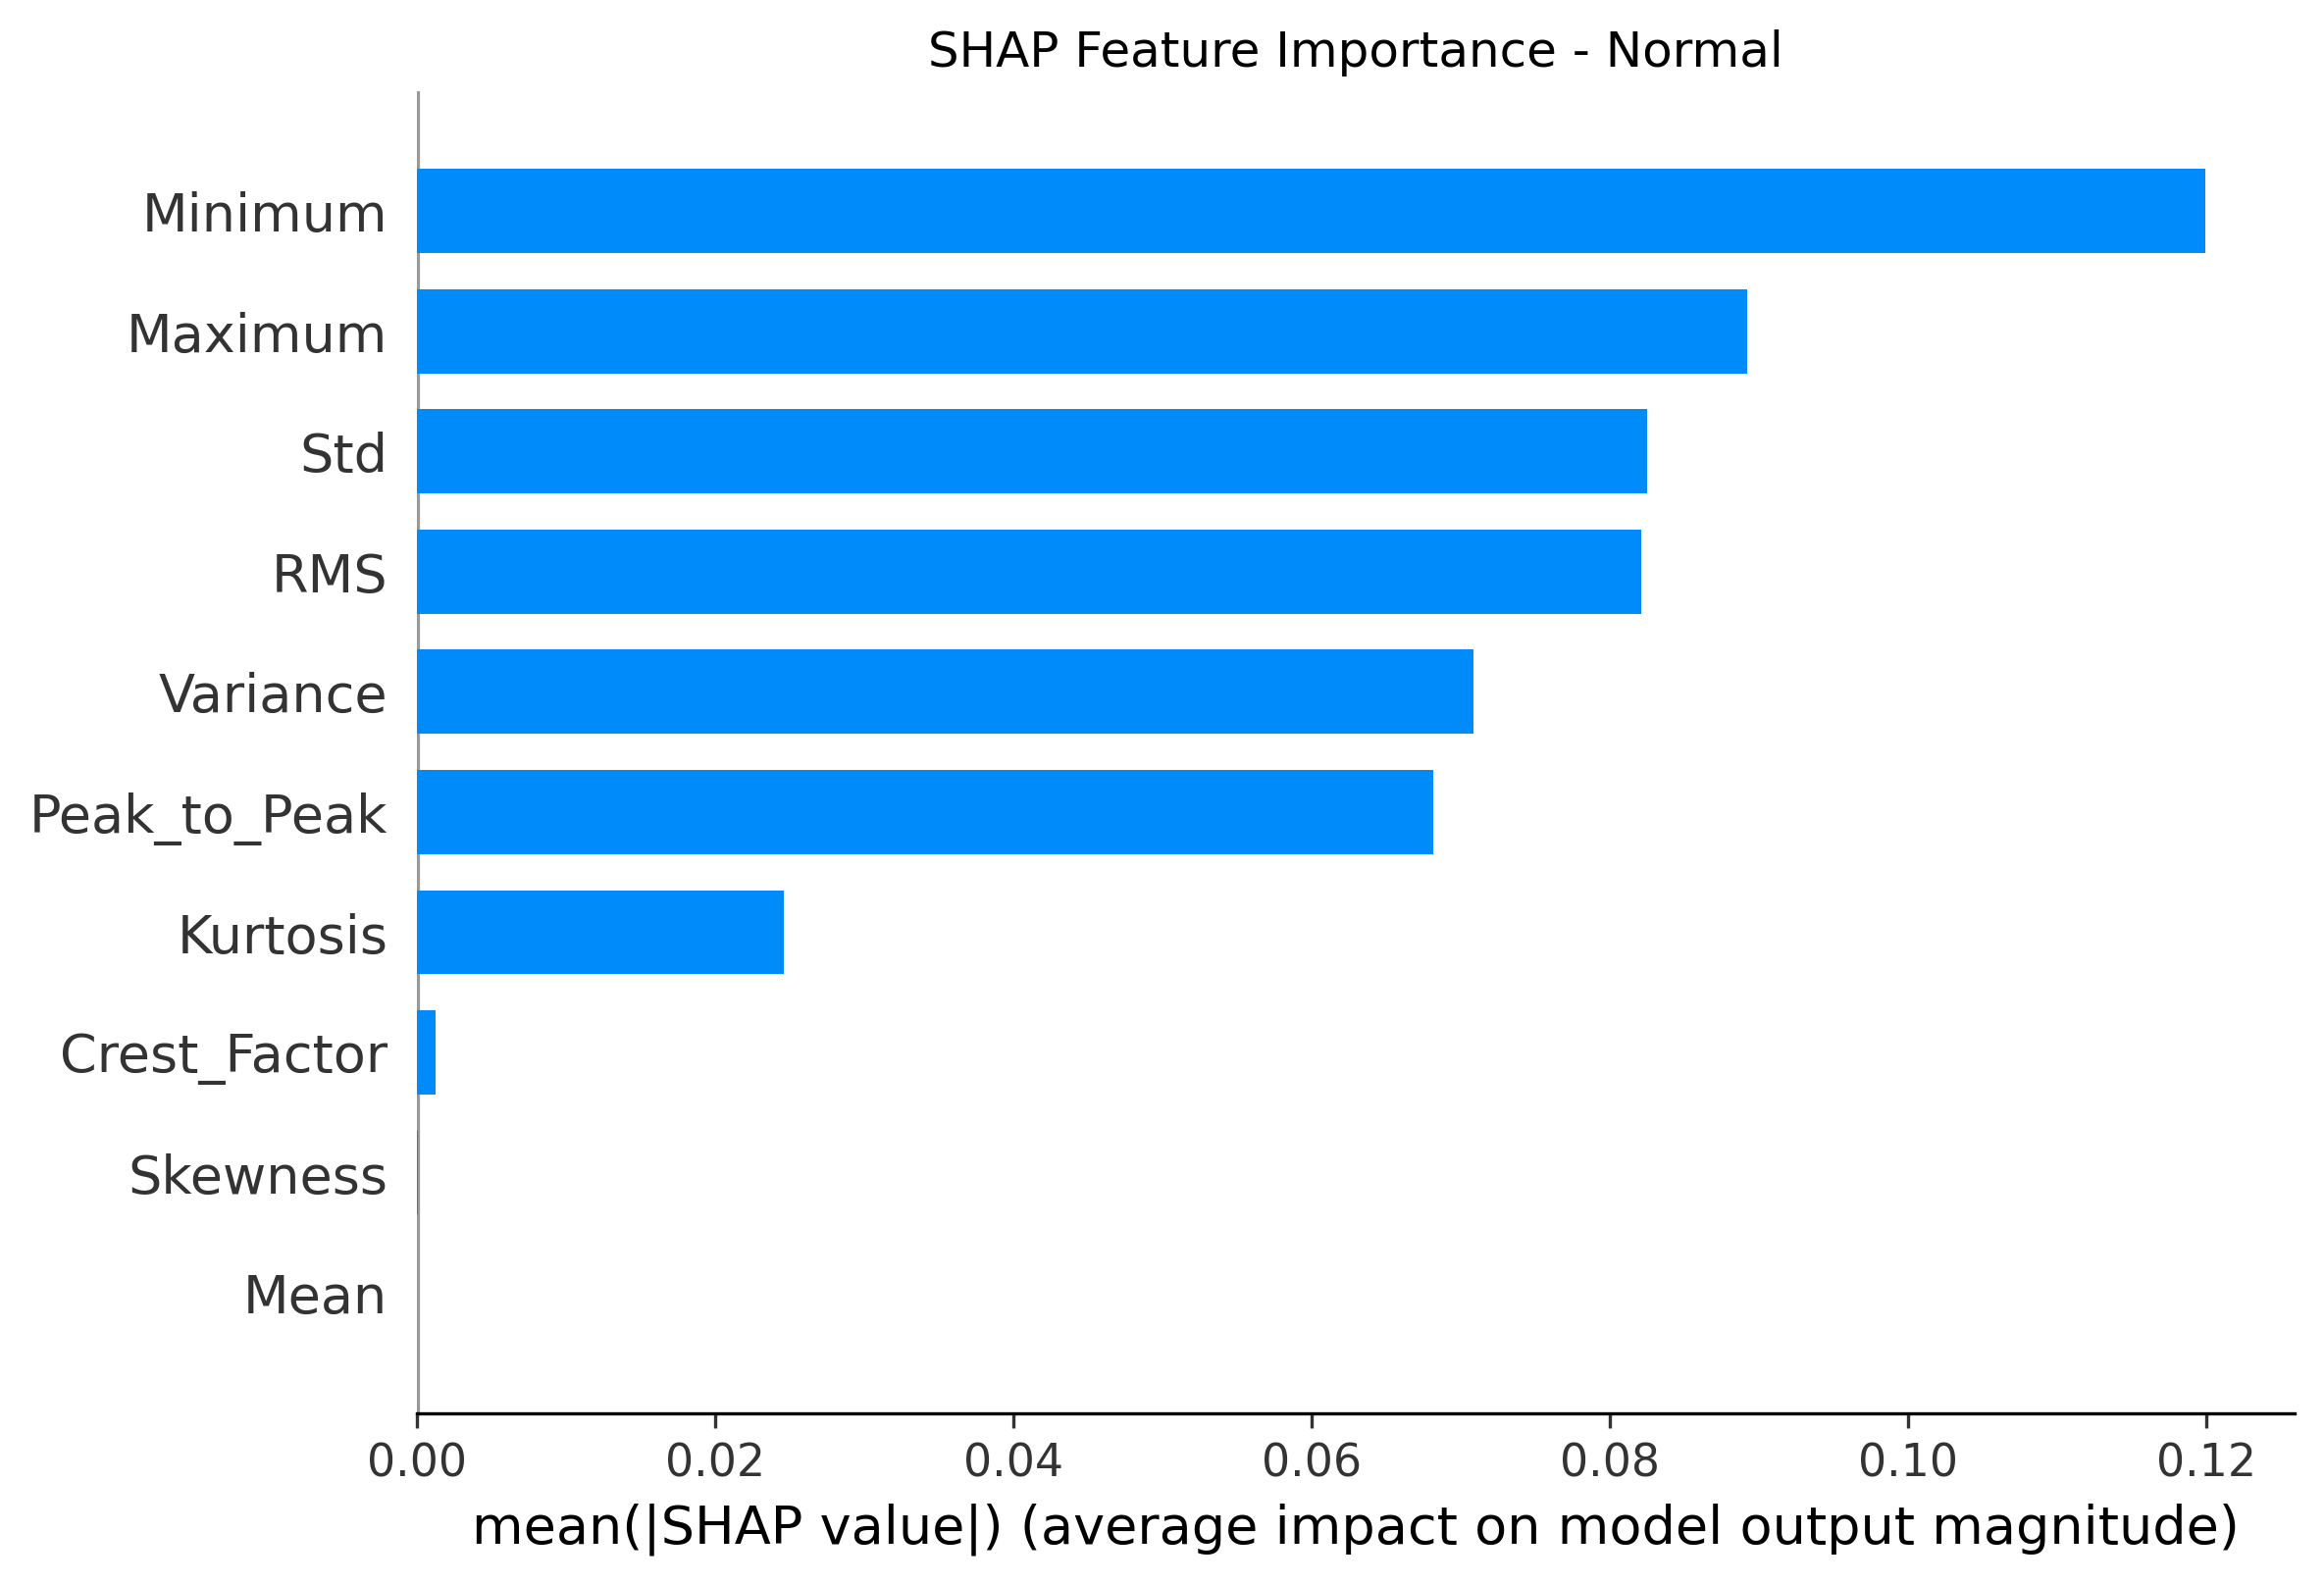 SHAP Feature Importance - Normal
Minimum
Maximum
Std
RMS
Variance
Peak_to_Peak
Kurtosis
Crest_Factor
Skewness
Mean
0.00 0.02 0.04 0.06 0.08 0.10 0.12
mean(|SHAP value|) (average impact on model output magnitude)